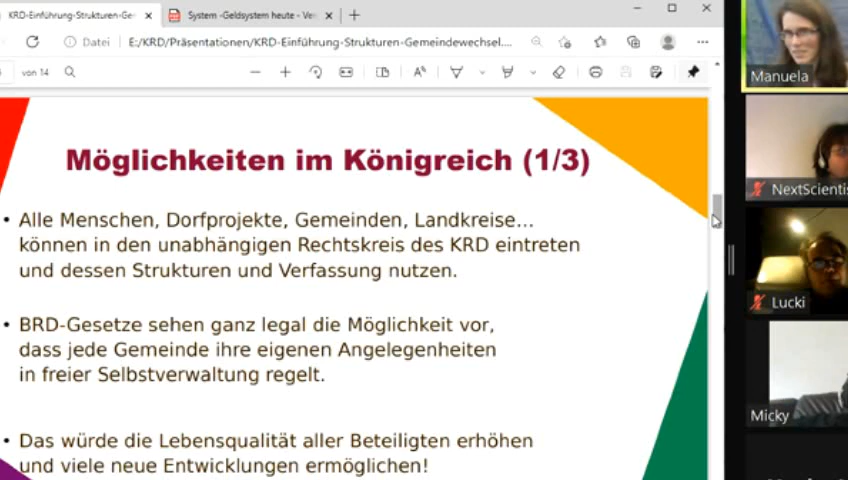 KRD-Einführung-Strukturen-Ge
System -Geldsystem heute - Ve
Datei
E:/KRD/Präsentationen/KRD-Einführung-Strukturen-Gemeindewechsel....
von 14
Möglichkeiten im Königreich (1/3)
• Alle Menschen, Dorfprojekte, Gemeinden, Landkreise...
können in den unabhängigen Rechtskreis des KRD eintreten
und dessen Strukturen und Verfassung nutzen.
• BRD-Gesetze sehen ganz legal die Möglichkeit vor,
dass jede Gemeinde ihre eigenen Angelegenheiten
in freier Selbstverwaltung regelt.
• Das würde die Lebensqualität aller Beteiligten erhöhen
und viele neue Entwicklungen ermöglichen!
Manuela
NextScientis
Lucki
Micky